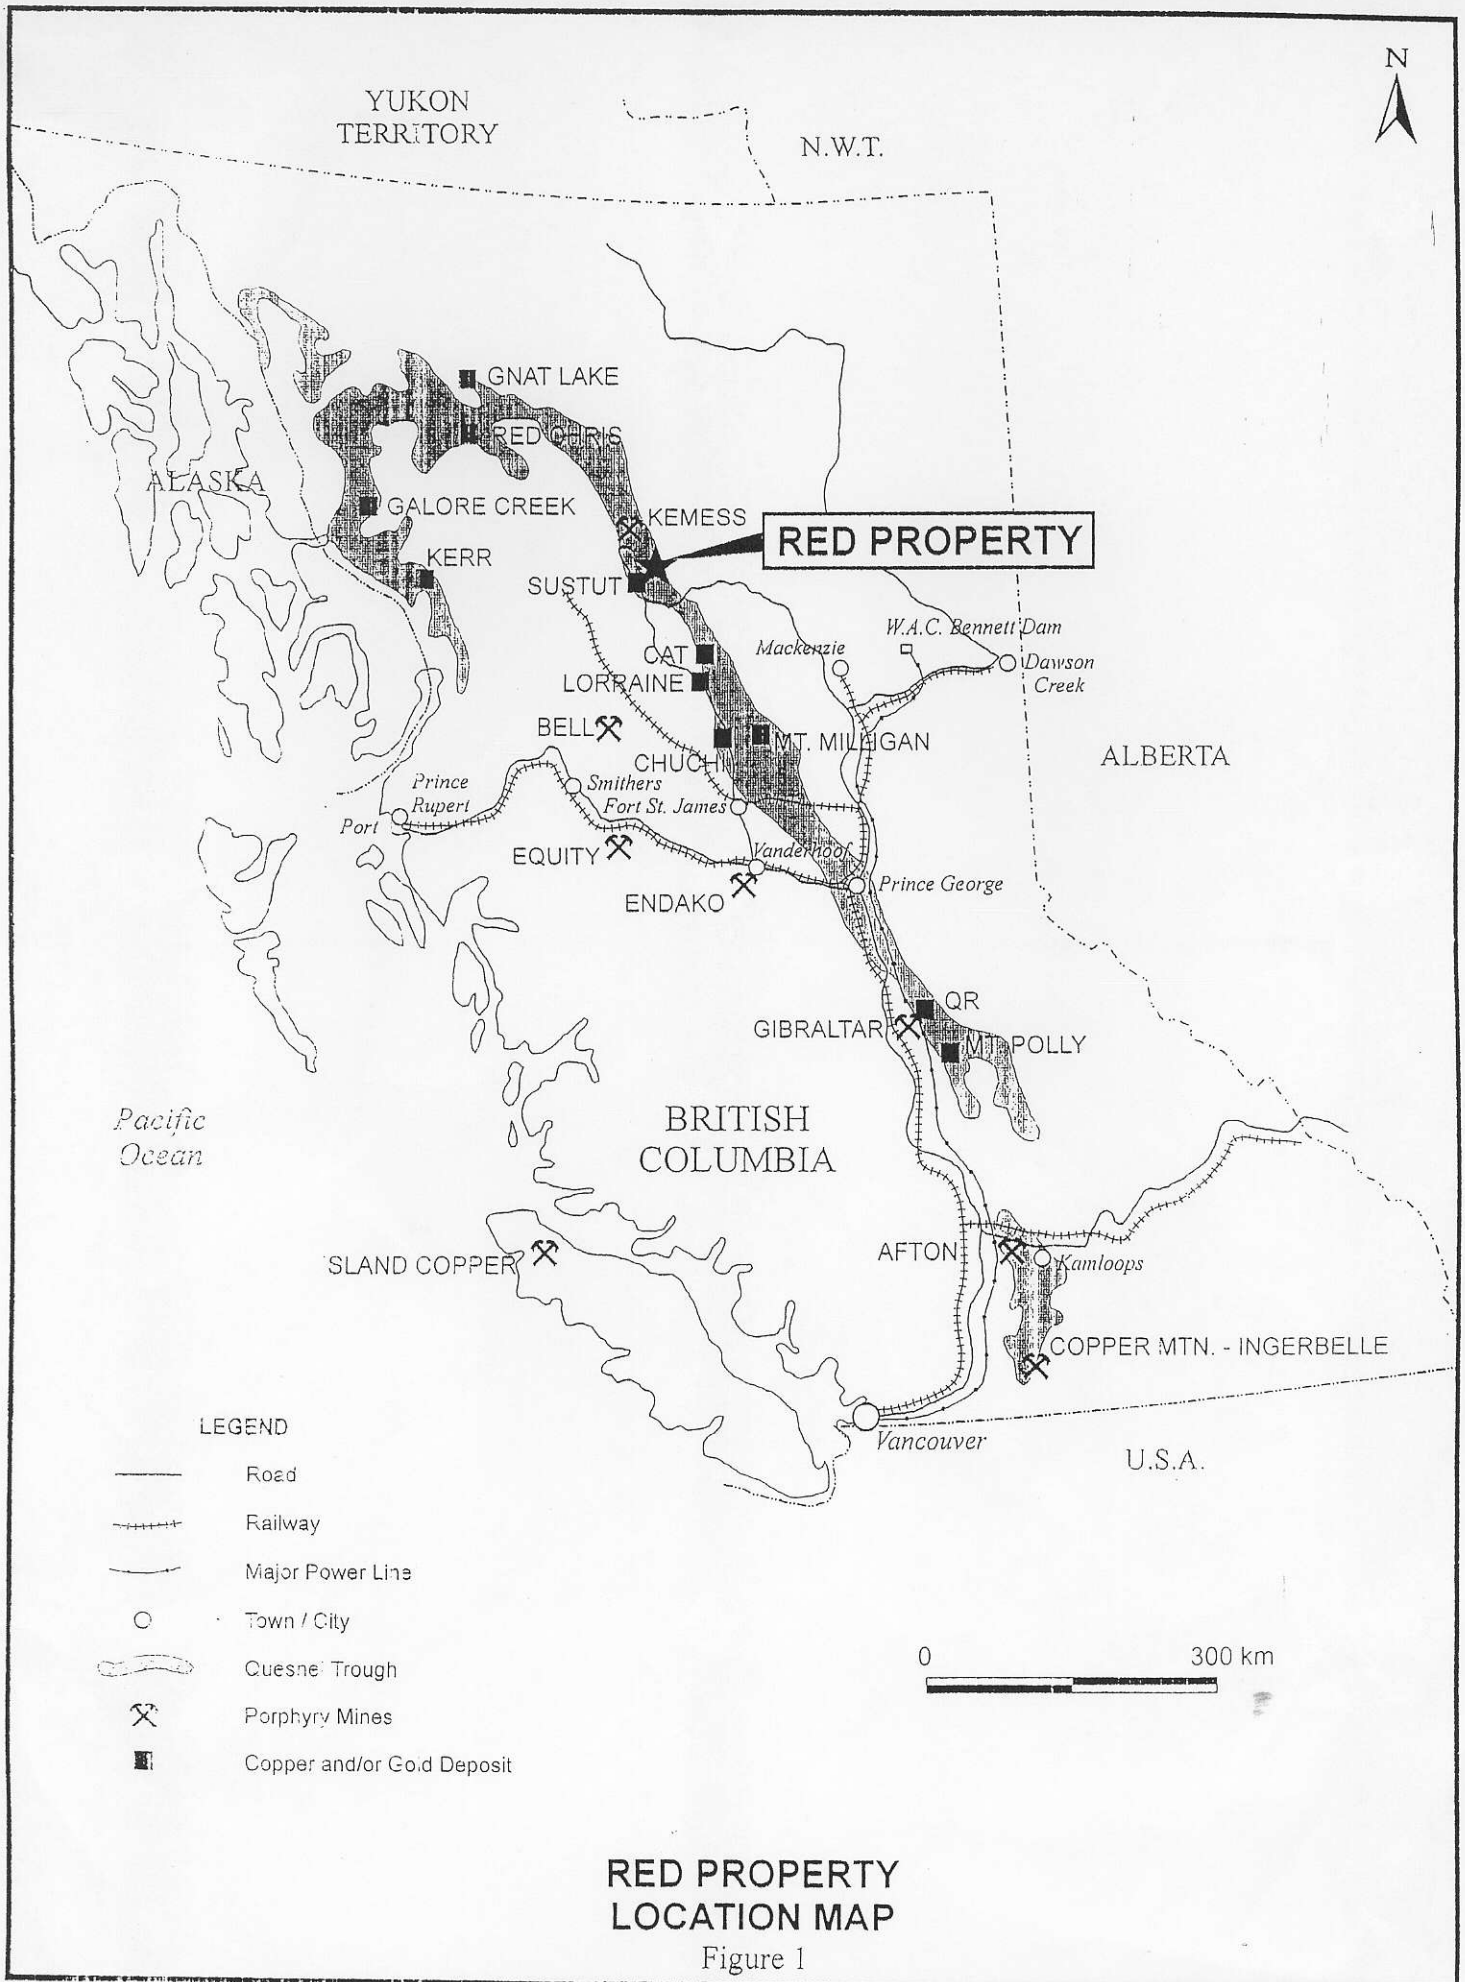 N
YUKON
TERRITORY
N.W.T.
GNAT LAKE
RED CHRIS
ALASKA
GALORE CREEK
KEMESS
RED PROPERTY
KERR
SUSTUT
W.A.C. Bennett Dam
Mackenzie
CAT
Dawson
Creek
LORRAINE
BELL
MT. MILLIGAN
ALBERTA
CHUCHI
Prince
Rupert
Smithers
Fort St. James
Port
Vanderhoof
EQUITY
Prince George
ENDAKO
QR
GIBRALTAR
MT. POLLY
Pacific
Ocean
BRITISH
COLUMBIA
AFTON
SLAND COPPER
Kamloops
COPPER MTN. - INGERBELLE
Vancouver
U.S.A.
LEGEND
Road
Railway
Major Power Line
Town / City
Quesnel Trough
Porphyry Mines
Copper and/or Gold Deposit
0 300 km
RED PROPERTY
LOCATION MAP
Figure 1